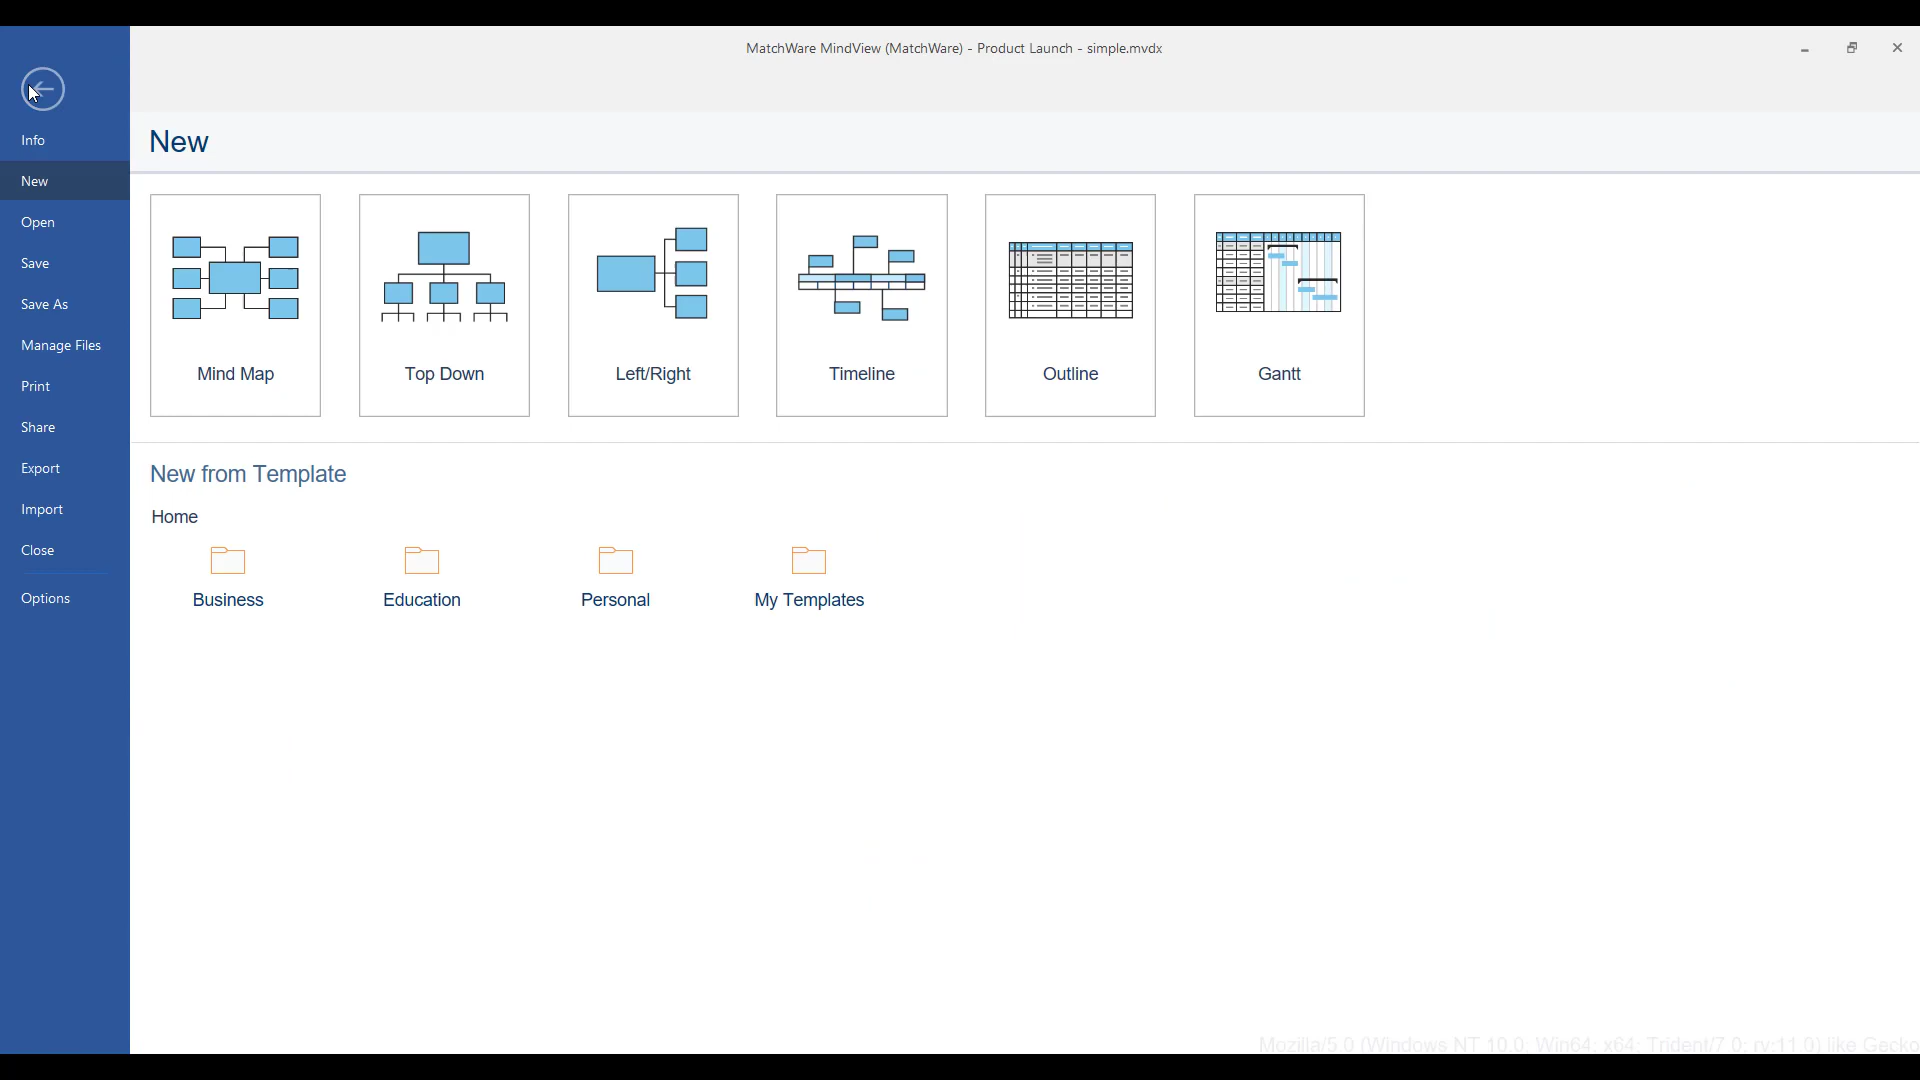 MatchWare MindView (MatchWare) - Product Launch - simple.mvdx
Info
New
Open
Save
Save As
Manage Files
Print
Share
Export
Import
Close
Options
New
Mind Map
Top Down
Left/Right
Timeline
Outline
Gantt
New from Template
Home
Business
Education
Personal
My Templates
Mozilla/5.0 (Windows NT 10.0; Win64; x64; Trident/7.0; rv:11.0) like Gecko